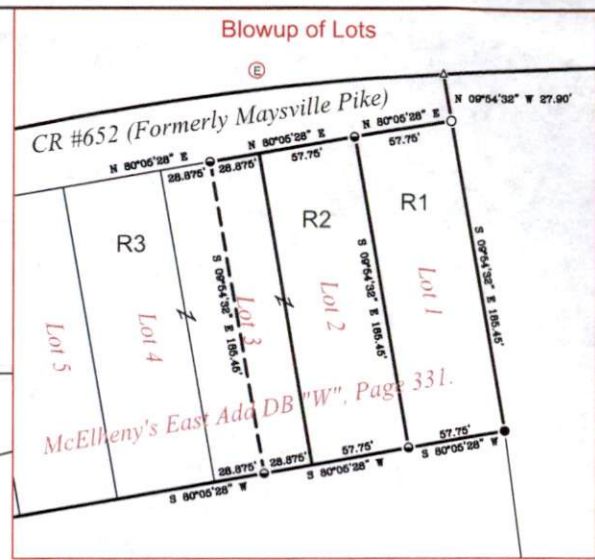 Blowup of Lots
E
N 09°54'32" W 27.90'
CR #652 (Formerly Maysville Pike)
N 80°05'28" E
N 80°05'28" E
N 80°05'28" E
28.875'
28.875'
57.75'
57.75'
R3
R2
R1
S 09°54'32" E 185.45'
S 09°54'32" E 185.45'
S 09°54'32" E 185.45'
Lot 5
Lot 4
Lot 3
Lot 2
Lot 1
Z
Z
McElheny's East Add DB "W", Page 331.
28.875'
28.875'
57.75'
57.75'
S 80°05'28" W
S 80°05'28" W
S 80°05'28" W